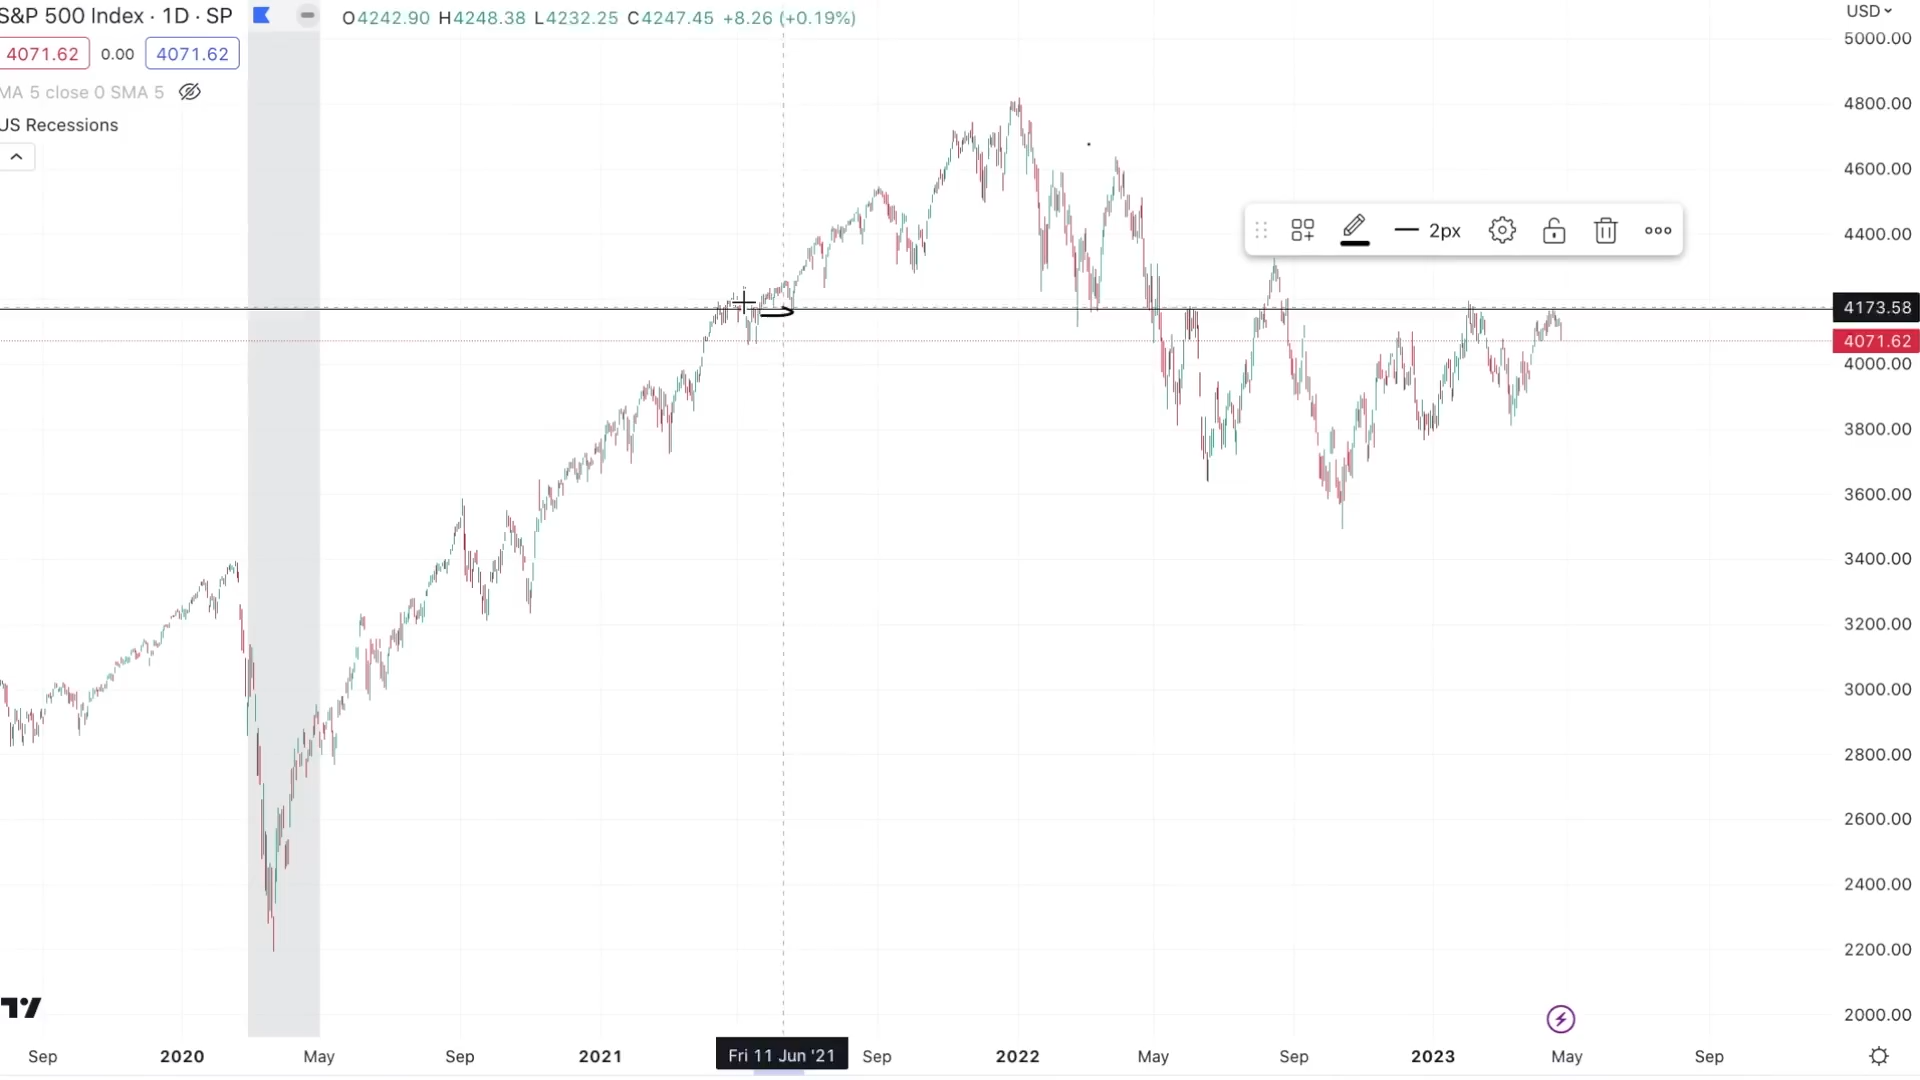 S&P 500 Index · 1D · SP
O4242.90 H4248.38 L4232.25 C4247.45 +8.26 (+0.19%)
4071.62 0.00 4071.62
MA 5 close 0 SMA 5
US Recessions
USD
5000.00
4800.00
4600.00
4400.00
2px
4173.58
4071.62
4000.00
3800.00
3600.00
3400.00
3200.00
3000.00
2800.00
2600.00
2400.00
2200.00
2000.00
Sep 2020 May Sep 2021 Fri 11 Jun '21 Sep 2022 May Sep 2023 May Sep